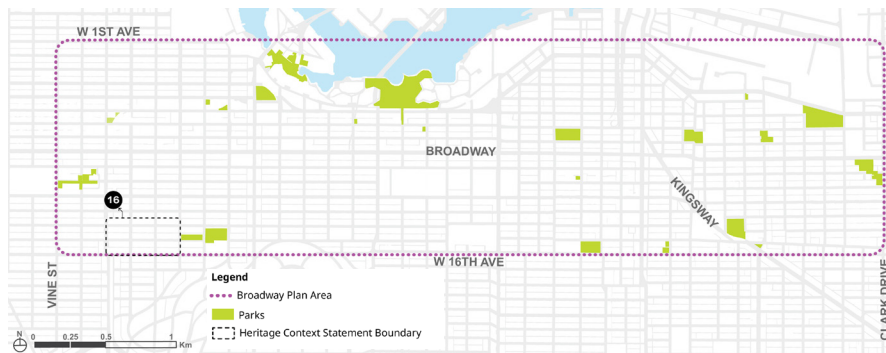 W 1ST AVE
BROADWAY
16
KINGSWAY
W 16TH AVE
VINE ST
CLARK DRIVE
Legend
Broadway Plan Area
Parks
Heritage Context Statement Boundary
N
0 0.25 0.5 1
Km